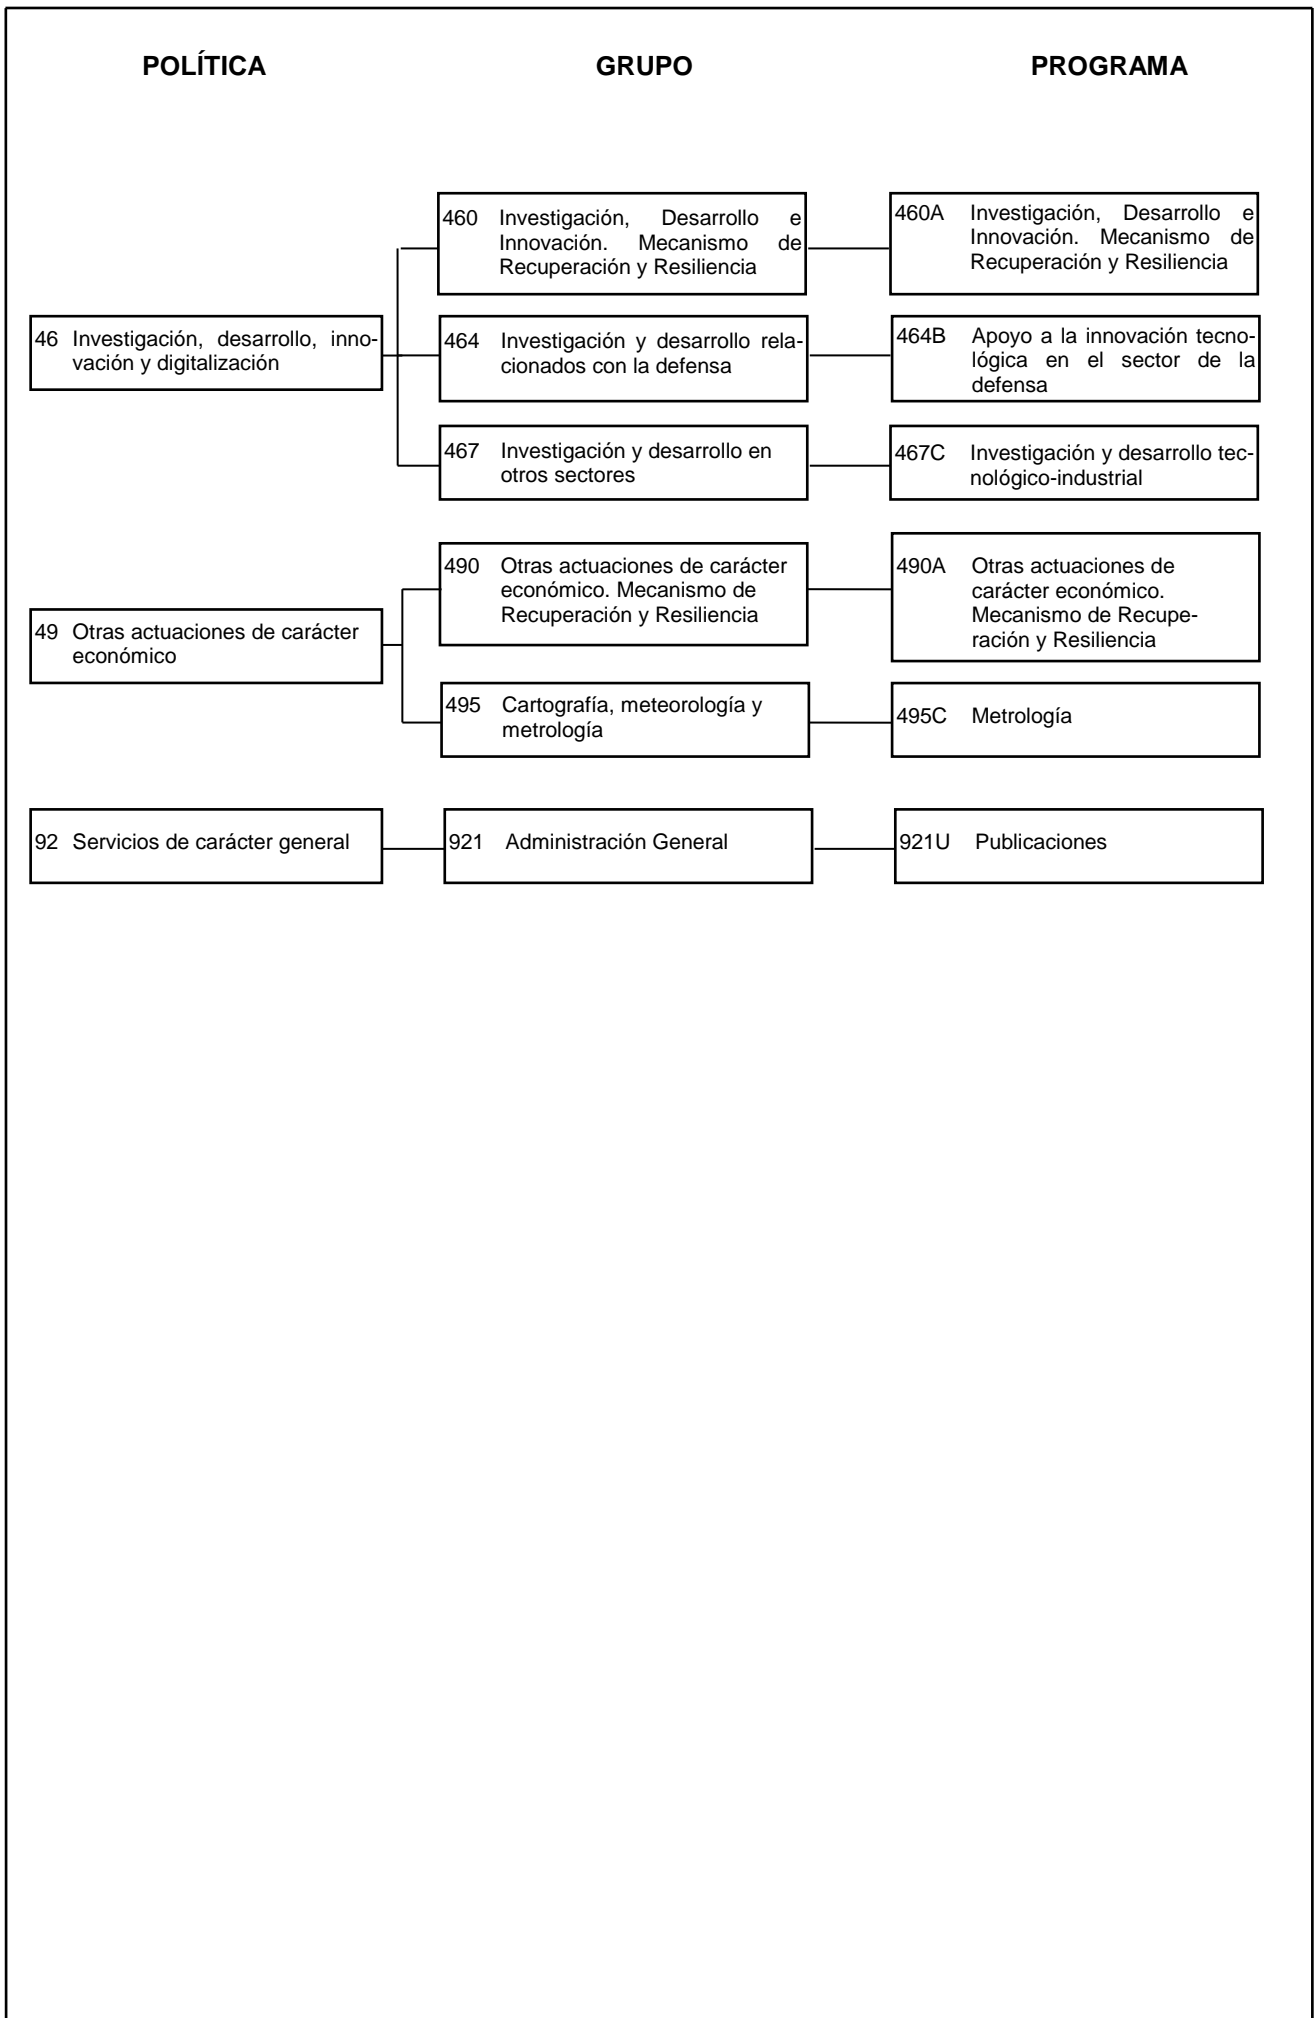 POLÍTICA
GRUPO
PROGRAMA
460 Investigación, Desarrollo e
Innovación. Mecanismo de
Recuperación y Resiliencia
460A Investigación, Desarrollo e
Innovación. Mecanismo de
Recuperación y Resiliencia
46 Investigación, desarrollo, inno-
vación y digitalización
464 Investigación y desarrollo rela-
cionados con la defensa
464B Apoyo a la innovación tecno-
lógica en el sector de la
defensa
467 Investigación y desarrollo en
otros sectores
467C Investigación y desarrollo tec-
nológico-industrial
490 Otras actuaciones de carácter
económico. Mecanismo de
Recuperación y Resiliencia
490A Otras actuaciones de
carácter económico.
Mecanismo de Recupe-
ración y Resiliencia
49 Otras actuaciones de carácter
económico
495 Cartografía, meteorología y
metrología
495C Metrología
92 Servicios de carácter general
921 Administración General
921U Publicaciones